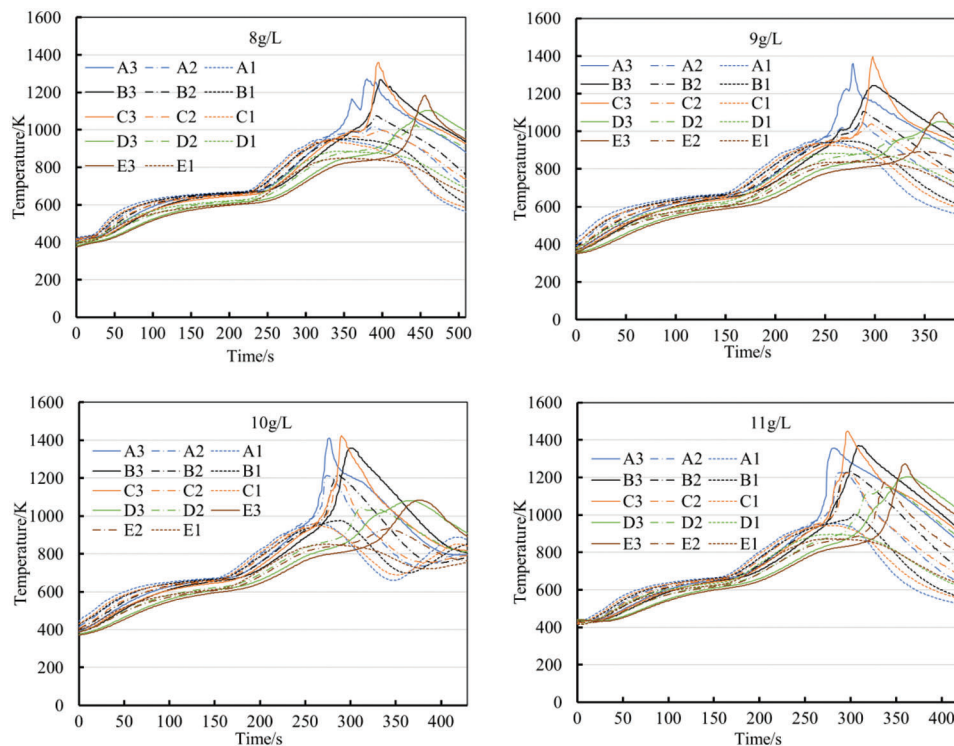 8g/L
Temperature/K
1600
1400
1200
1000
800
600
400
200
0
A3 A2 A1
B3 B2 B1
C3 C2 C1
D3 D2 D1
E3 E1
0 50 100 150 200 250 300 350 400 450 500
Time/s
9g/L
Temperature/K
1600
1400
1200
1000
800
600
400
200
0
A3 A2 A1
B3 B2 B1
C3 C2 C1
D3 D2 D1
E3 E2 E1
0 50 100 150 200 250 300 350
Time/s
10g/L
Temperature/K
1600
1400
1200
1000
800
600
400
200
0
A3 A2 A1
B3 B2 B1
C3 C2 C1
D3 D2 E3
E2 E1
0 50 100 150 200 250 300 350 400
Time/s
11g/L
Temperature/K
1600
1400
1200
1000
800
600
400
200
0
A3 A2 A1
B3 B2 B1
C3 C2 C1
D3 D2 D1
E3 E2 E1
0 50 100 150 200 250 300 350 400
Time/s